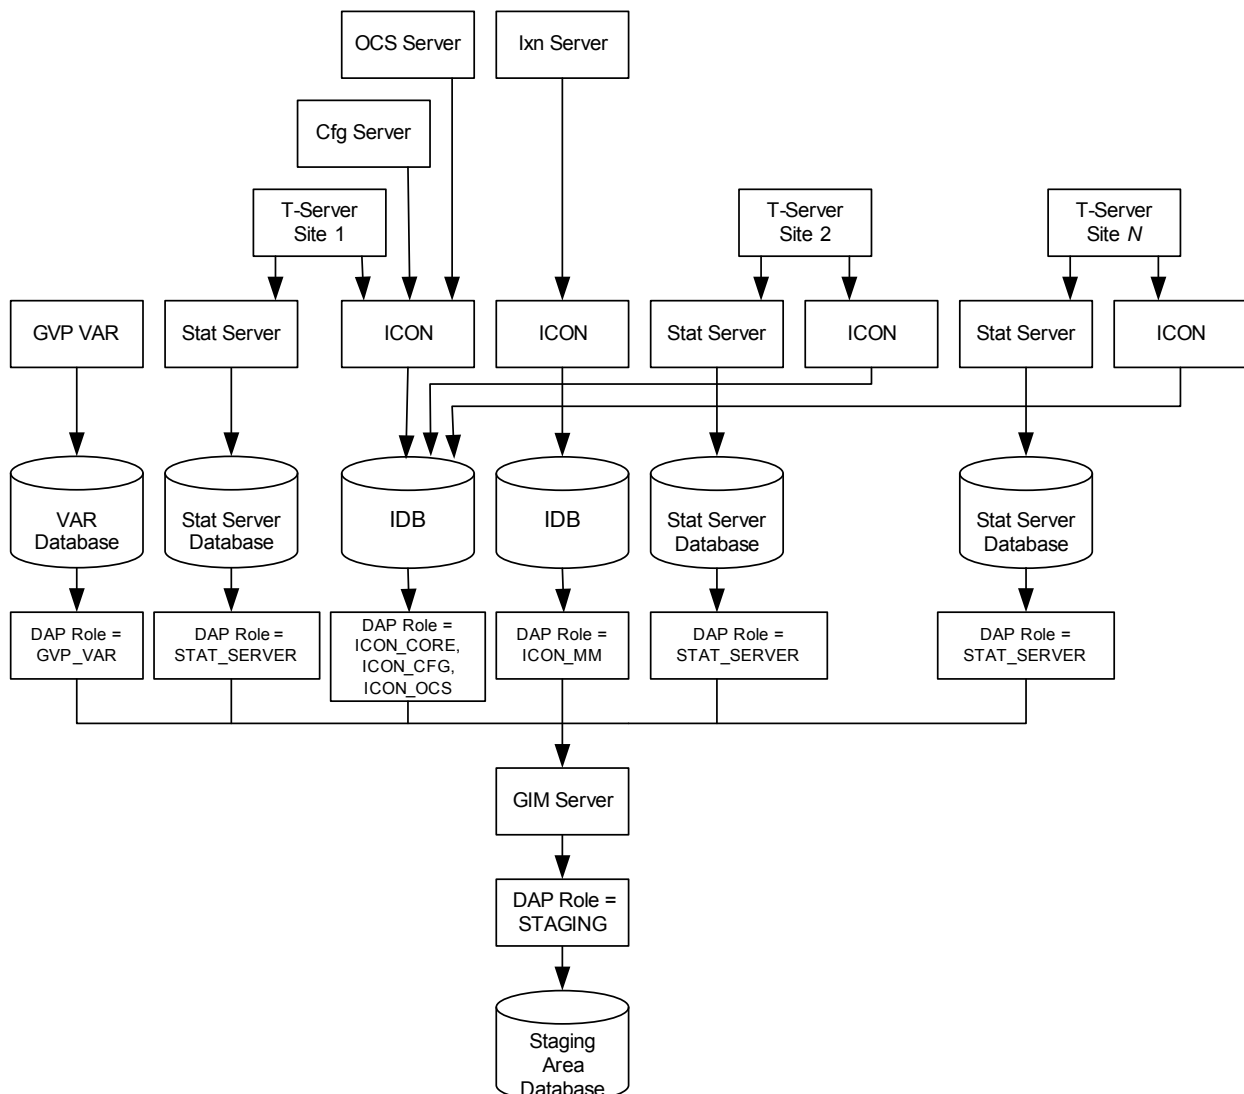 OCS Server
Ixn Server
Cfg Server
T-Server
Site 1
T-Server
Site 2
T-Server
Site N
GVP VAR
Stat Server
ICON
ICON
Stat Server
ICON
Stat Server
ICON
VAR
Database
Stat Server
Database
IDB
IDB
Stat Server
Database
Stat Server
Database
DAP Role =
GVP_VAR
DAP Role =
STAT_SERVER
DAP Role =
ICON_CORE,
ICON_CFG,
ICON_OCS
DAP Role =
ICON_MM
DAP Role =
STAT_SERVER
DAP Role =
STAT_SERVER
GIM Server
DAP Role =
STAGING
Staging
Area
Database